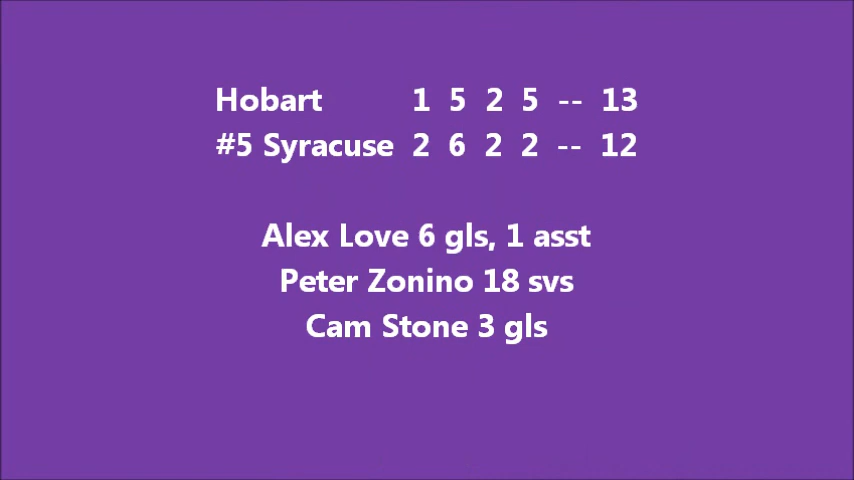 Hobart 1 5 2 5 -- 13
#5 Syracuse 2 6 2 2 -- 12
Alex Love 6 gls, 1 asst
Peter Zonino 18 svs
Cam Stone 3 gls